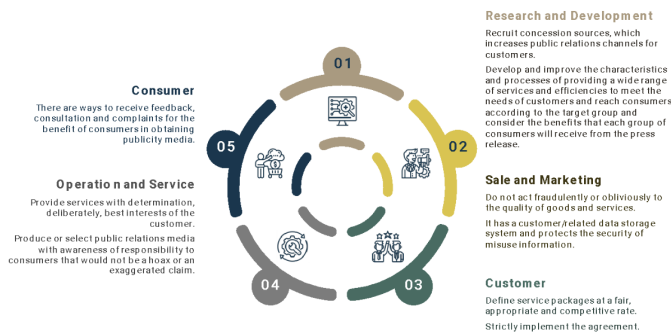 Research and Development
Recruit concession sources, which
increases public relations channels for
customers.
Develop and improve the characteristics
and processes of providing a wide range
of services and efficiencies to meet the
needs of customers and reach consumers
according to the target group and
consider the benefits that each group of
consumers will receive from the press
release.
01
Consumer
There are ways to receive feedback,
consultation and complaints for the
benefit of consumers in obtaining
publicity media.
05
02
Sale and Marketing
Do not act fraudulently or obliviously to
the quality of goods and services.
It has a customer/related data storage
system and protects the security of
misuse information.
Operation and Service
Provide services with determination,
deliberately, best interests of the
customer.
Produce or select public relations media
with awareness of responsibility to
consumers that would not be a hoax or an
exaggerated claim.
04
03
Customer
Define service packages at a fair,
appropriate and competitive rate.
Strictly implement the agreement.